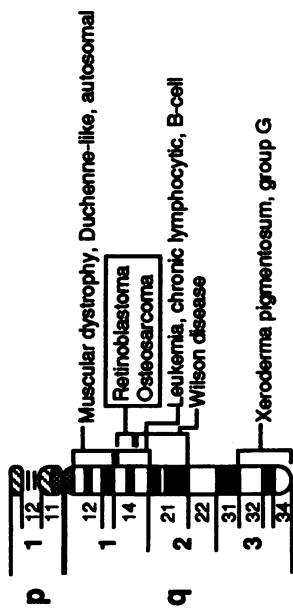 p
1
12
11
q
1
12
14
2
21
22
3
31
32
34
Muscular dystrophy, Duchenne-like, autosomal
Retinoblastoma
Osteosarcoma
Leukemia, chronic lymphocytic, B-cell
Wilson disease
Xeroderma pigmentosum, group G